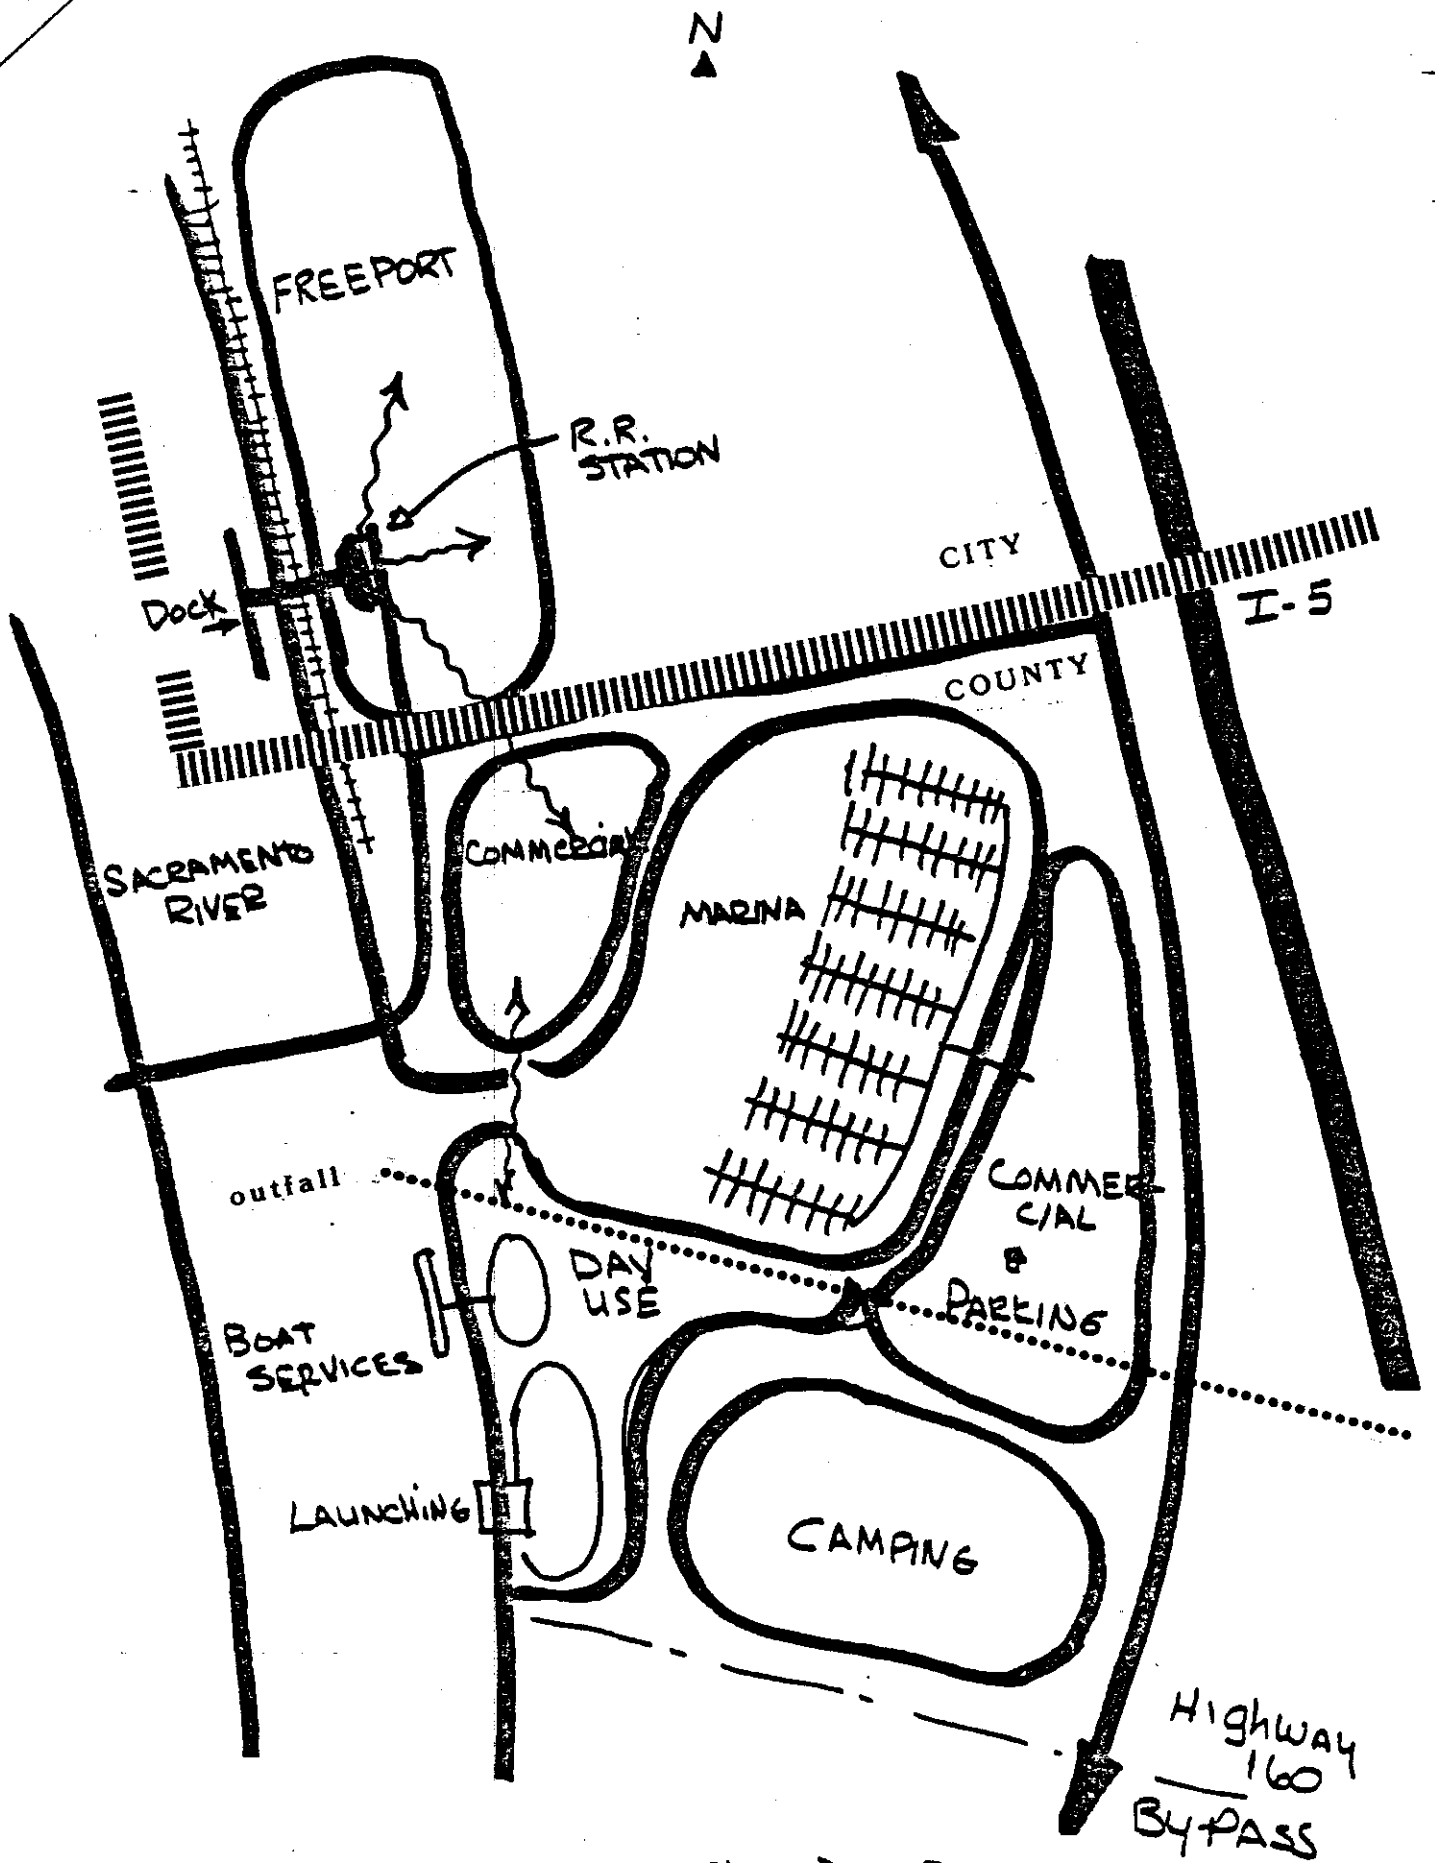 N
FREEPORT
R.R.
STATION
CITY
I-5
DOCK
COUNTY
SACRAMENTO
RIVER
COMMERCIAL
MARINA
outfall
COMMER-
CIAL
&
PARKING
DAY
USE
BOAT
SERVICES
LAUNCHING
CAMPING
HighWAY
160
ByPASS